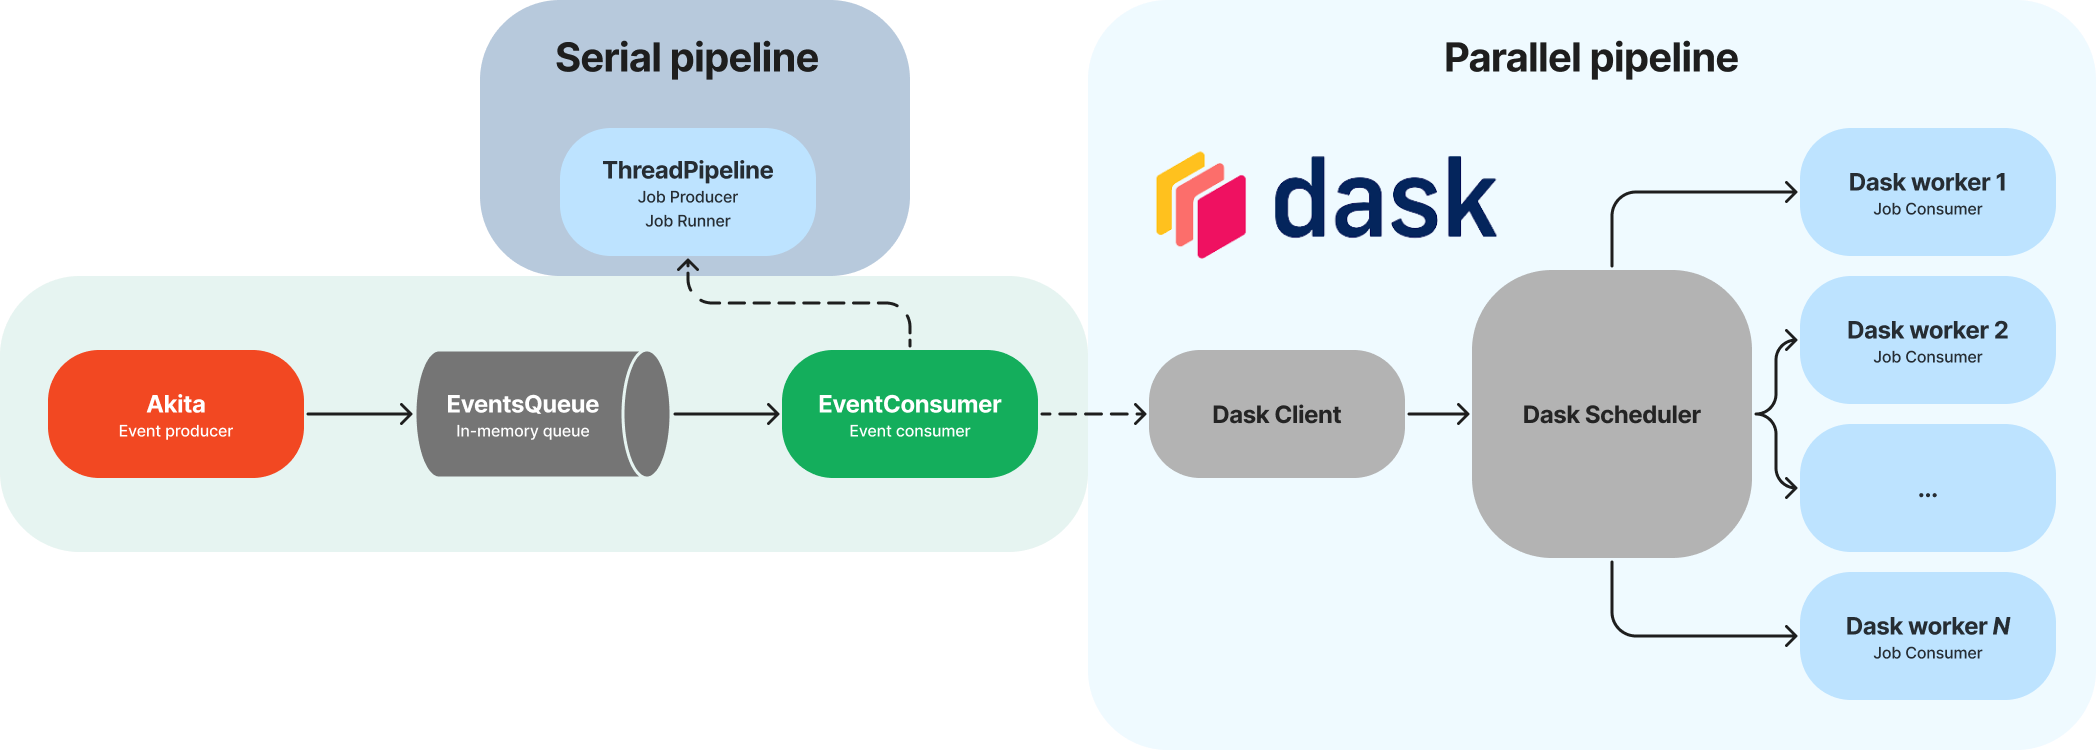 Serial pipeline
ThreadPipeline
Job Producer
Job Runner
Akita
Event producer
EventsQueue
In-memory queue
EventConsumer
Event consumer
Parallel pipeline
dask
Dask Client
Dask Scheduler
Dask worker 1
Job Consumer
Dask worker 2
Job Consumer
...
Dask worker N
Job Consumer